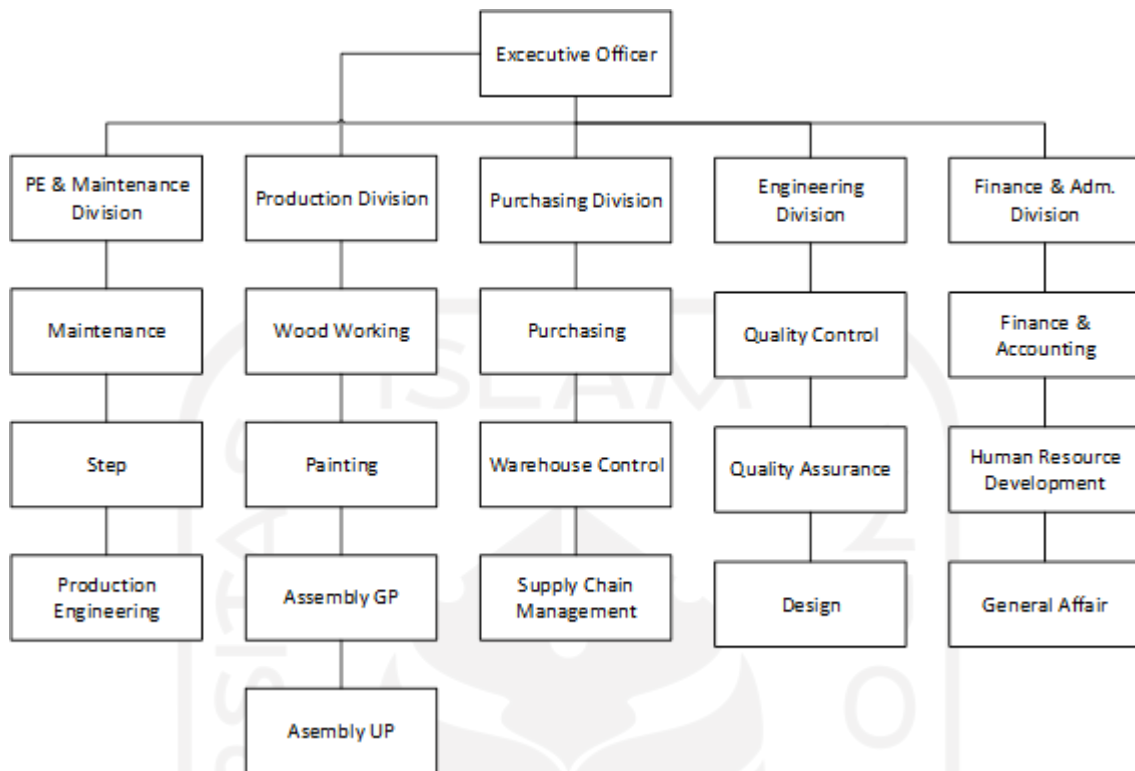 Excecutive Officer
PE & Maintenance
Division
Production Division
Purchasing Division
Engineering
Division
Finance & Adm.
Division
Maintenance
Wood Working
Purchasing
Quality Control
Finance &
Accounting
Step
Painting
Warehouse Control
Quality Assurance
Human Resource
Development
Production
Engineering
Assembly GP
Supply Chain
Management
Design
General Affair
Asembly UP
ISLAM